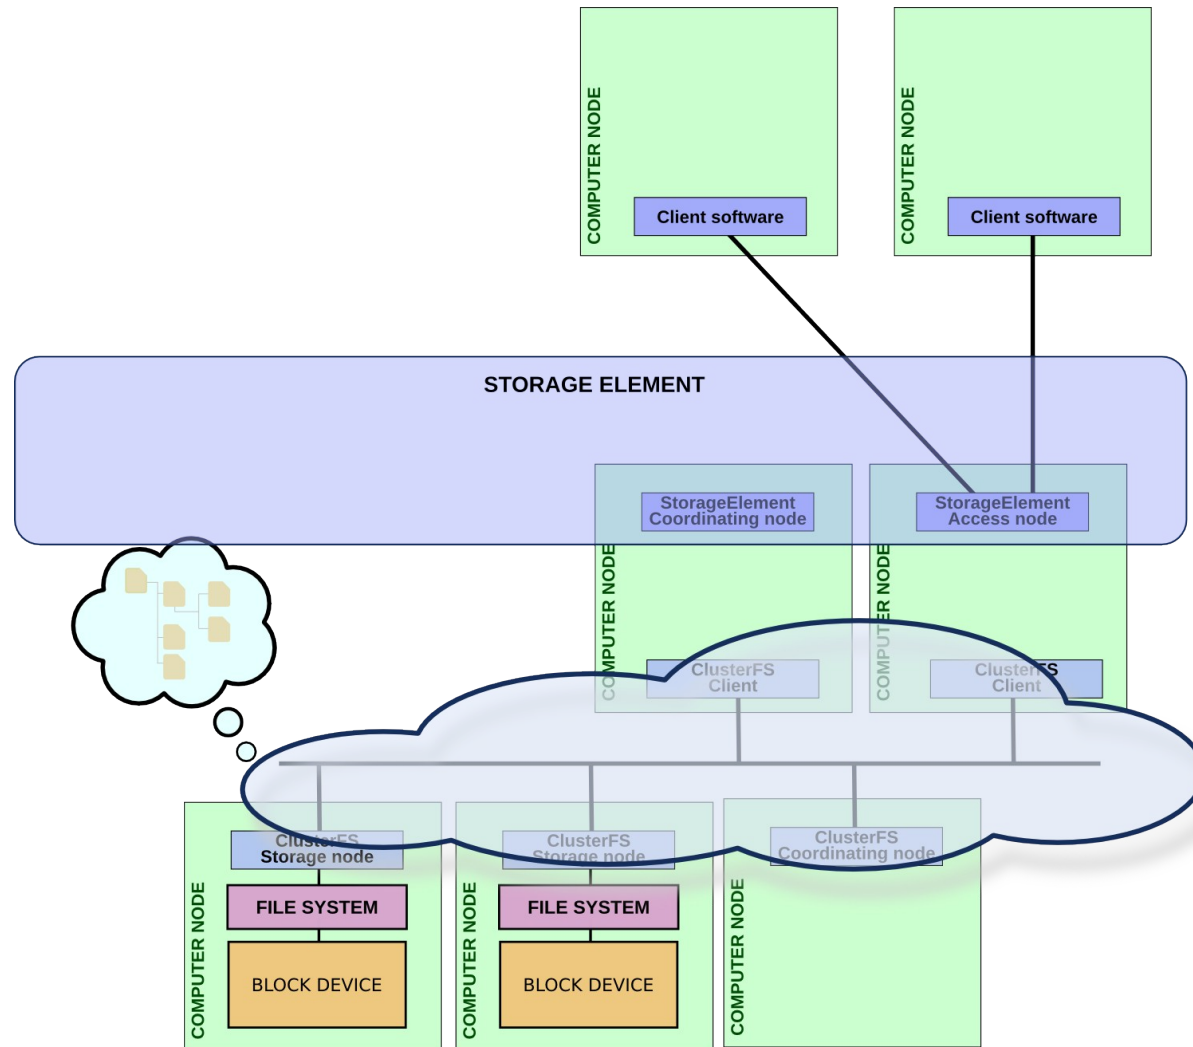 COMPUTER NODE
Client software
COMPUTER NODE
Client software
STORAGE ELEMENT
COMPUTER NODE
StorageElement
Coordinating node
ClusterFS
Client
COMPUTER NODE
StorageElement
Access node
ClusterFS
Client
COMPUTER NODE
ClusterFS
Storage node
FILE SYSTEM
BLOCK DEVICE
COMPUTER NODE
ClusterFS
Storage node
FILE SYSTEM
BLOCK DEVICE
COMPUTER NODE
ClusterFS
Coordinating node